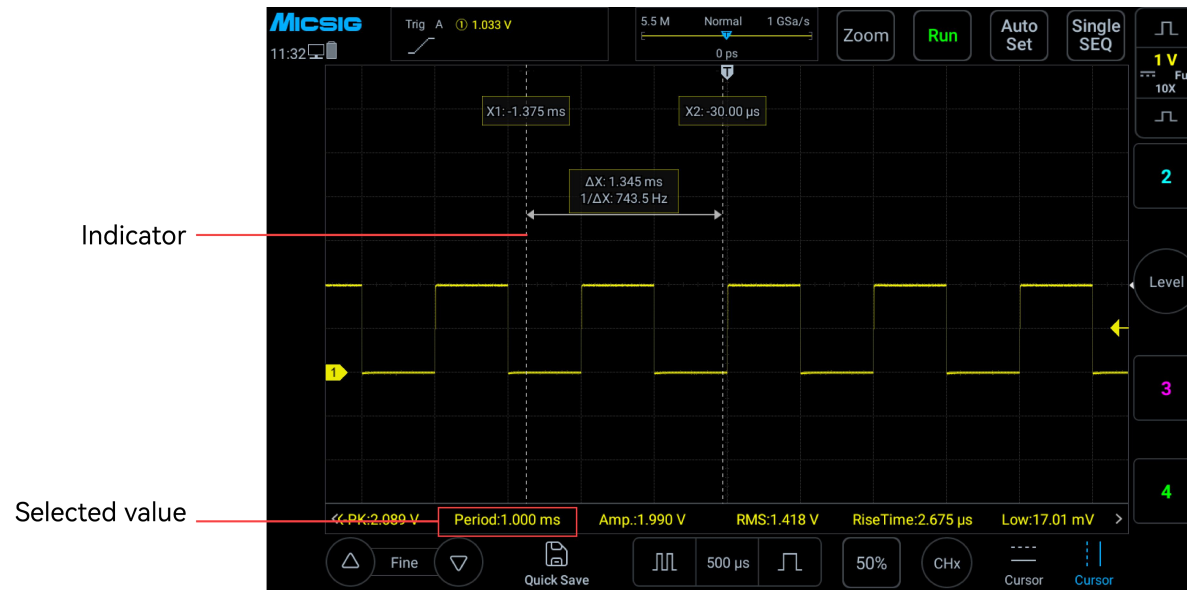 Micsig
11:32
Trig A ① 1.033 V
5.5 M Normal 1 GSa/s
T
0 ps
Zoom
Run
Auto
Set
Single
SEQ
1 V
Fu
10X
T
X1: -1.375 ms
X2: -30.00 µs
ΔX: 1.345 ms
1/ΔX: 743.5 Hz
2
Indicator
Level
1
3
4
Selected value
PK:2.089 V Period:1.000 ms Amp.:1.990 V RMS:1.418 V RiseTime:2.675 µs Low:17.01 mV
Fine
Quick Save
500 µs
50%
CHx
Cursor
Cursor